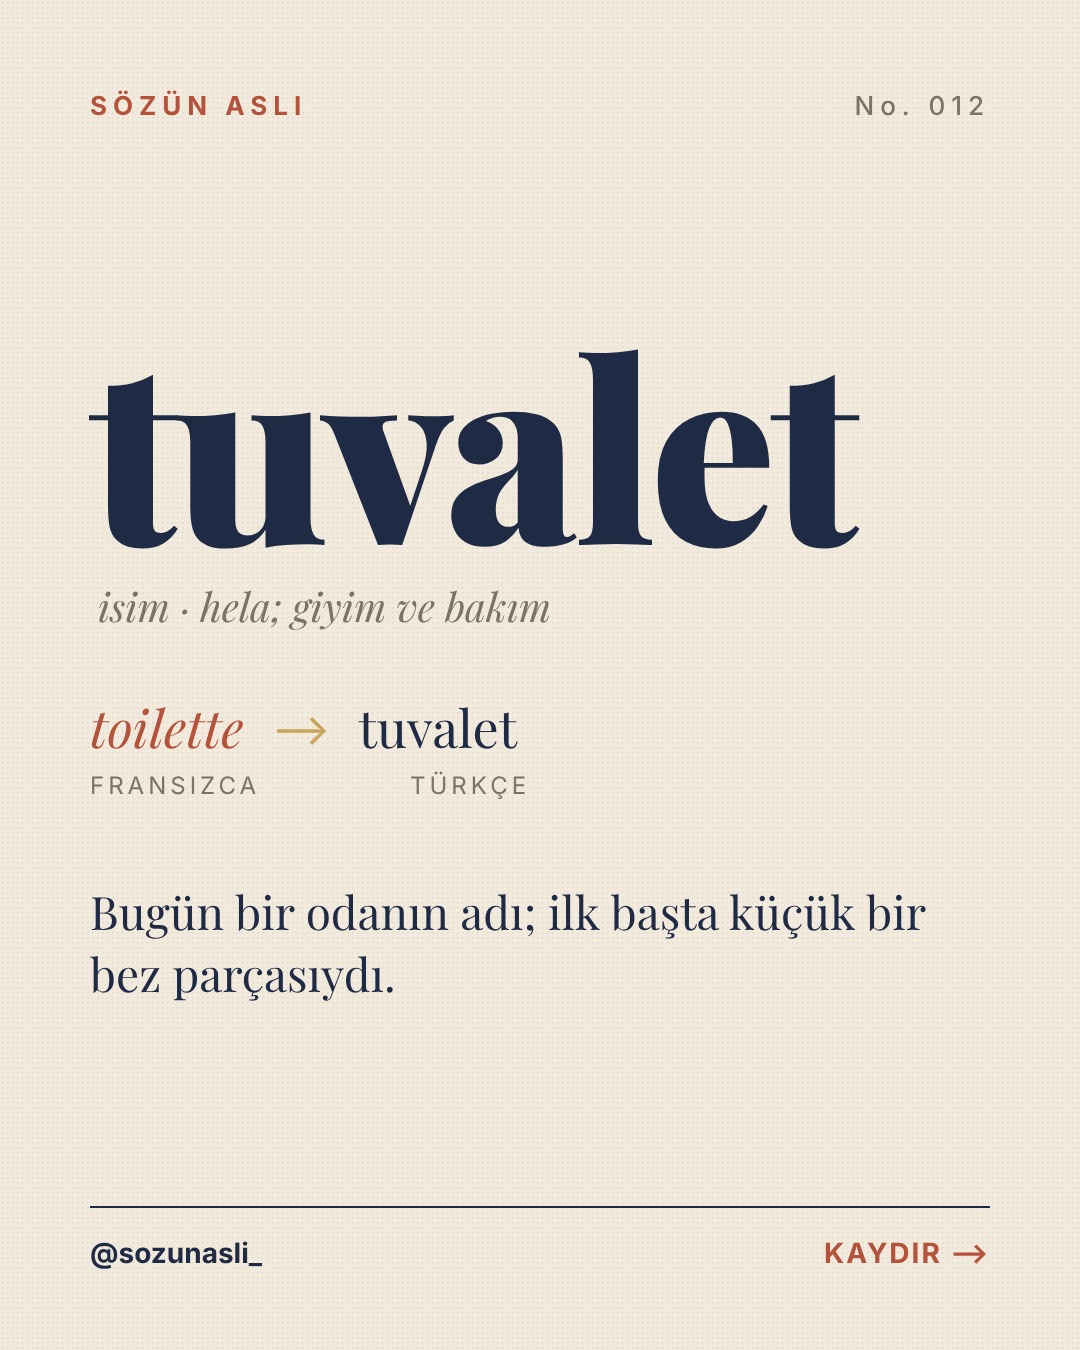 SÖZÜN ASLI
No. 012
tuvalet
isim · hela; giyim ve bakım
toilette → tuvalet
FRANSIZCA TÜRKÇE
Bugün bir odanın adı; ilk başta küçük bir
bez parçasıydı.
@sozunasli_
KAYDIR →